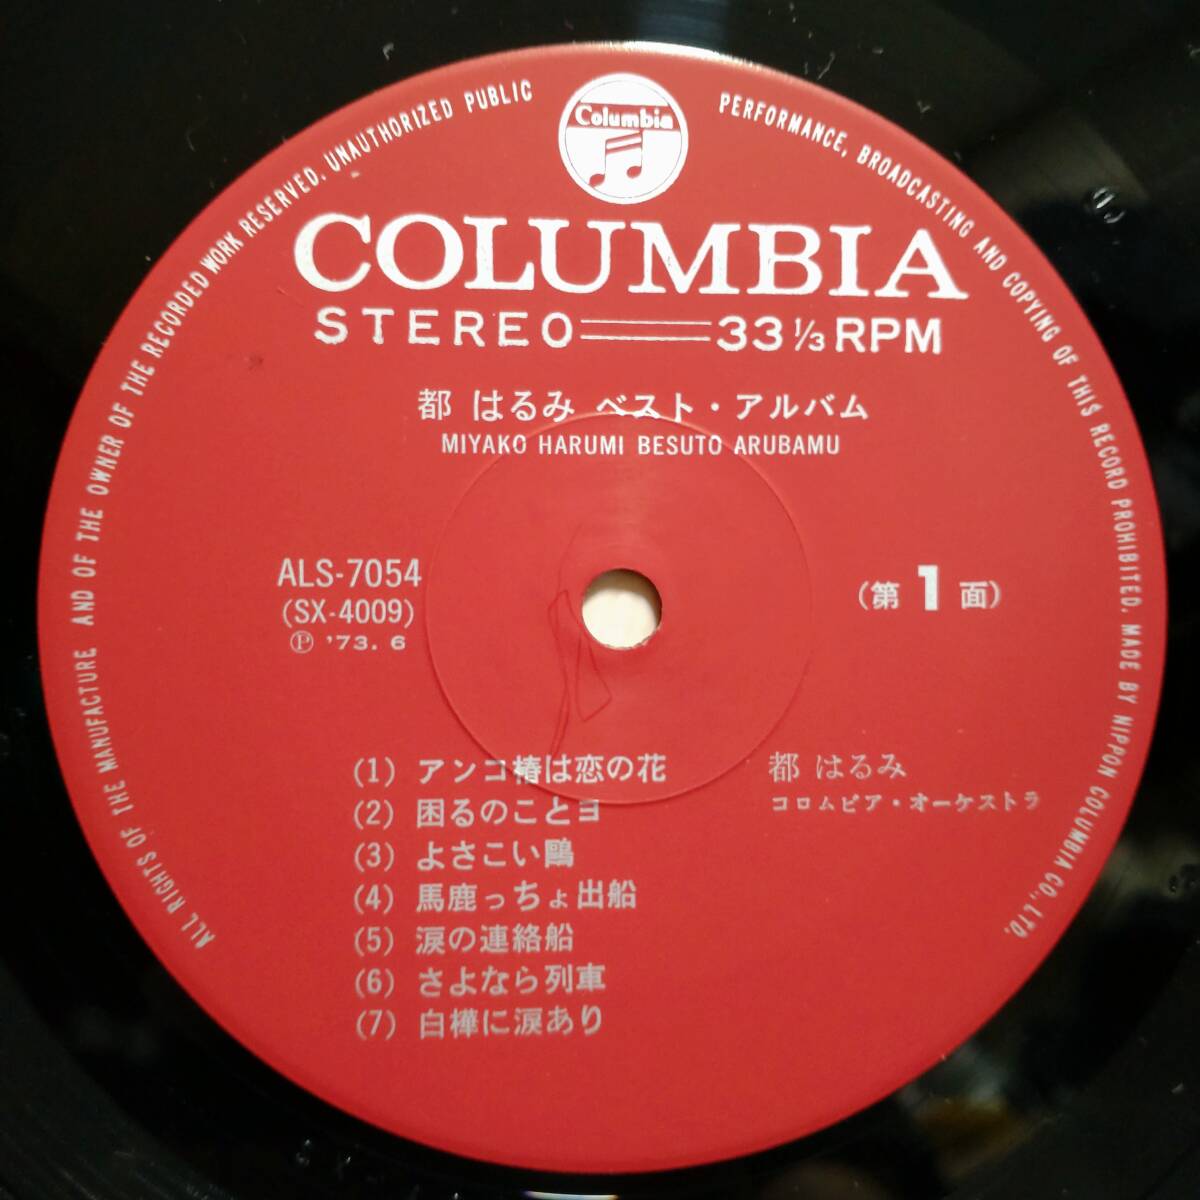 ALL RIGHTS OF THE MANUFACTURE AND OF THE OWNER OF THE RECORDED WORK RESERVED. UNAUTHORIZED PUBLIC PERFORMANCE, BROADCASTING AND COPYING OF THIS RECORD PROHIBITED. MADE BY NIPPON COLUMBIA CO., LTD.
Columbia
COLUMBIA
STEREO 33 1/3 RPM
都 はるみ ベスト・アルバム
MIYAKO HARUMI BESUTO ARUBAMU
ALS-7054
(SX-4009)
Ⓟ '73. 6
(第 1 面)
(1) アンコ椿は恋の花
(2) 困るのことヨ
(3) よさこい鷗
(4) 馬鹿っちょ出船
(5) 涙の連絡船
(6) さよなら列車
(7) 白樺に涙あり
都 はるみ
コロムビア・オーケストラ